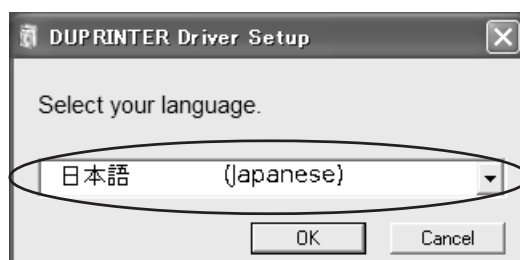 DUPRINTER Driver Setup
Select your language.
日本語 (Japanese)
OK Cancel